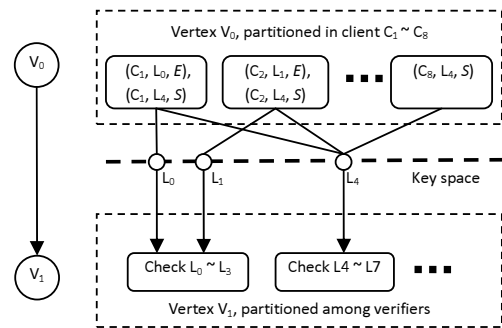 Vertex V0, partitioned in client C1 ~ C8
V0
(C1, L0, E),
(C1, L4, S)
(C2, L1, E),
(C2, L4, S)
(C8, L4, S)
L0
L1
L4
Key space
V1
Check L0 ~ L3
Check L4 ~ L7
Vertex V1, partitioned among verifiers